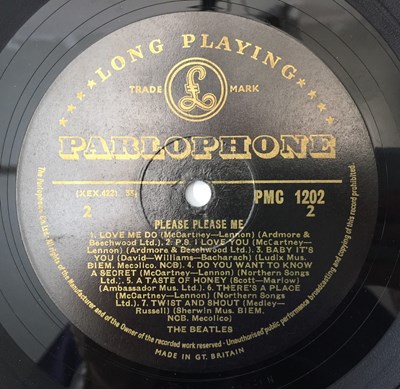 LONG PLAYING
TRADE MARK
£
PARLOPHONE
(XEX.422) 33⅓ PMC 1202
2 2
PLEASE PLEASE ME
1. LOVE ME DO (McCartney—Lennon) (Ardmore &
Beechwood Ltd.) 2. P.S. I LOVE YOU (McCartney—
Lennon) (Ardmore & Beechwood Ltd.) 3. BABY IT'S
YOU (David—Williams—Bacharach) (Ludix Mus.
BIEM. Mecolico, NCB) 4. DO YOU WANT TO KNOW
A SECRET (McCartney—Lennon) (Northern Songs
Ltd.) 5. A TASTE OF HONEY (Scott—Marlow)
(Ambassador Mus. Ltd.) 6. THERE'S A PLACE
(McCartney—Lennon) (Northern Songs
Ltd.) 7. TWIST AND SHOUT (Medley—
Russell) (Sherwin Mus. BIEM.
NCB. Mecolico)
THE BEATLES
All rights of the Manufacturer and of the Owner of the recorded work reserved. Unauthorised public performance broadcasting and copying of this record prohibited.
MADE IN GT. BRITAIN